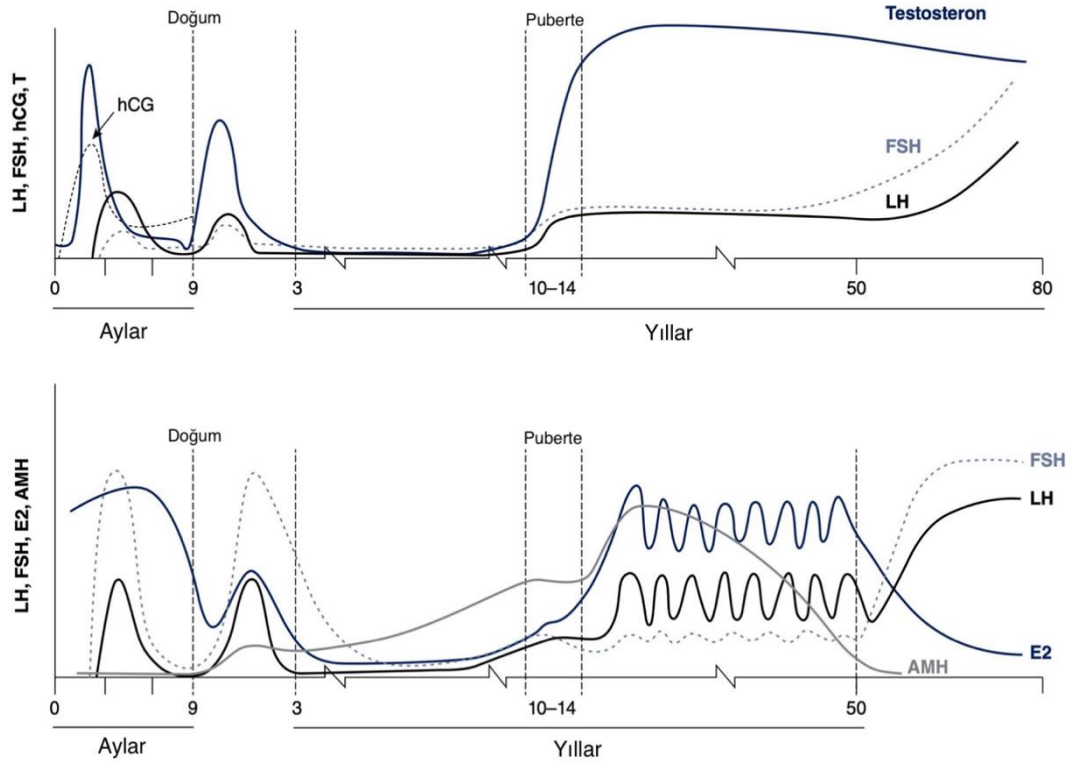 Doğum
Puberte
Testosteron
hCG
LH, FSH, hCG, T
FSH
LH
0
9
3
10–14
50
80
Aylar
Yıllar
Doğum
Puberte
LH, FSH, E2, AMH
FSH
LH
E2
AMH
0
9
3
10–14
50
Aylar
Yıllar